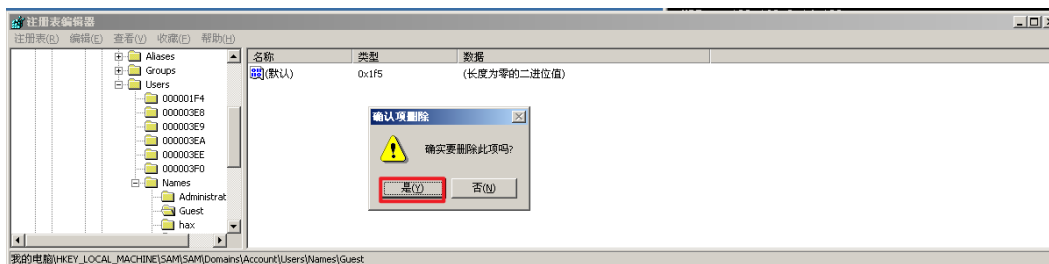 注册表编辑器
注册表(R) 编辑(E) 查看(V) 收藏(F) 帮助(H)
Aliases
Groups
Users
000001F4
000003E8
000003E9
000003EA
000003EE
000003F0
Names
Administrat
Guest
hax
名称 类型 数据
(默认) 0x1f5 (长度为零的二进位值)
确认项删除
确实要删除此项吗?
是(Y) 否(N)
我的电脑\HKEY_LOCAL_MACHINE\SAM\SAM\Domains\Account\Users\Names\Guest